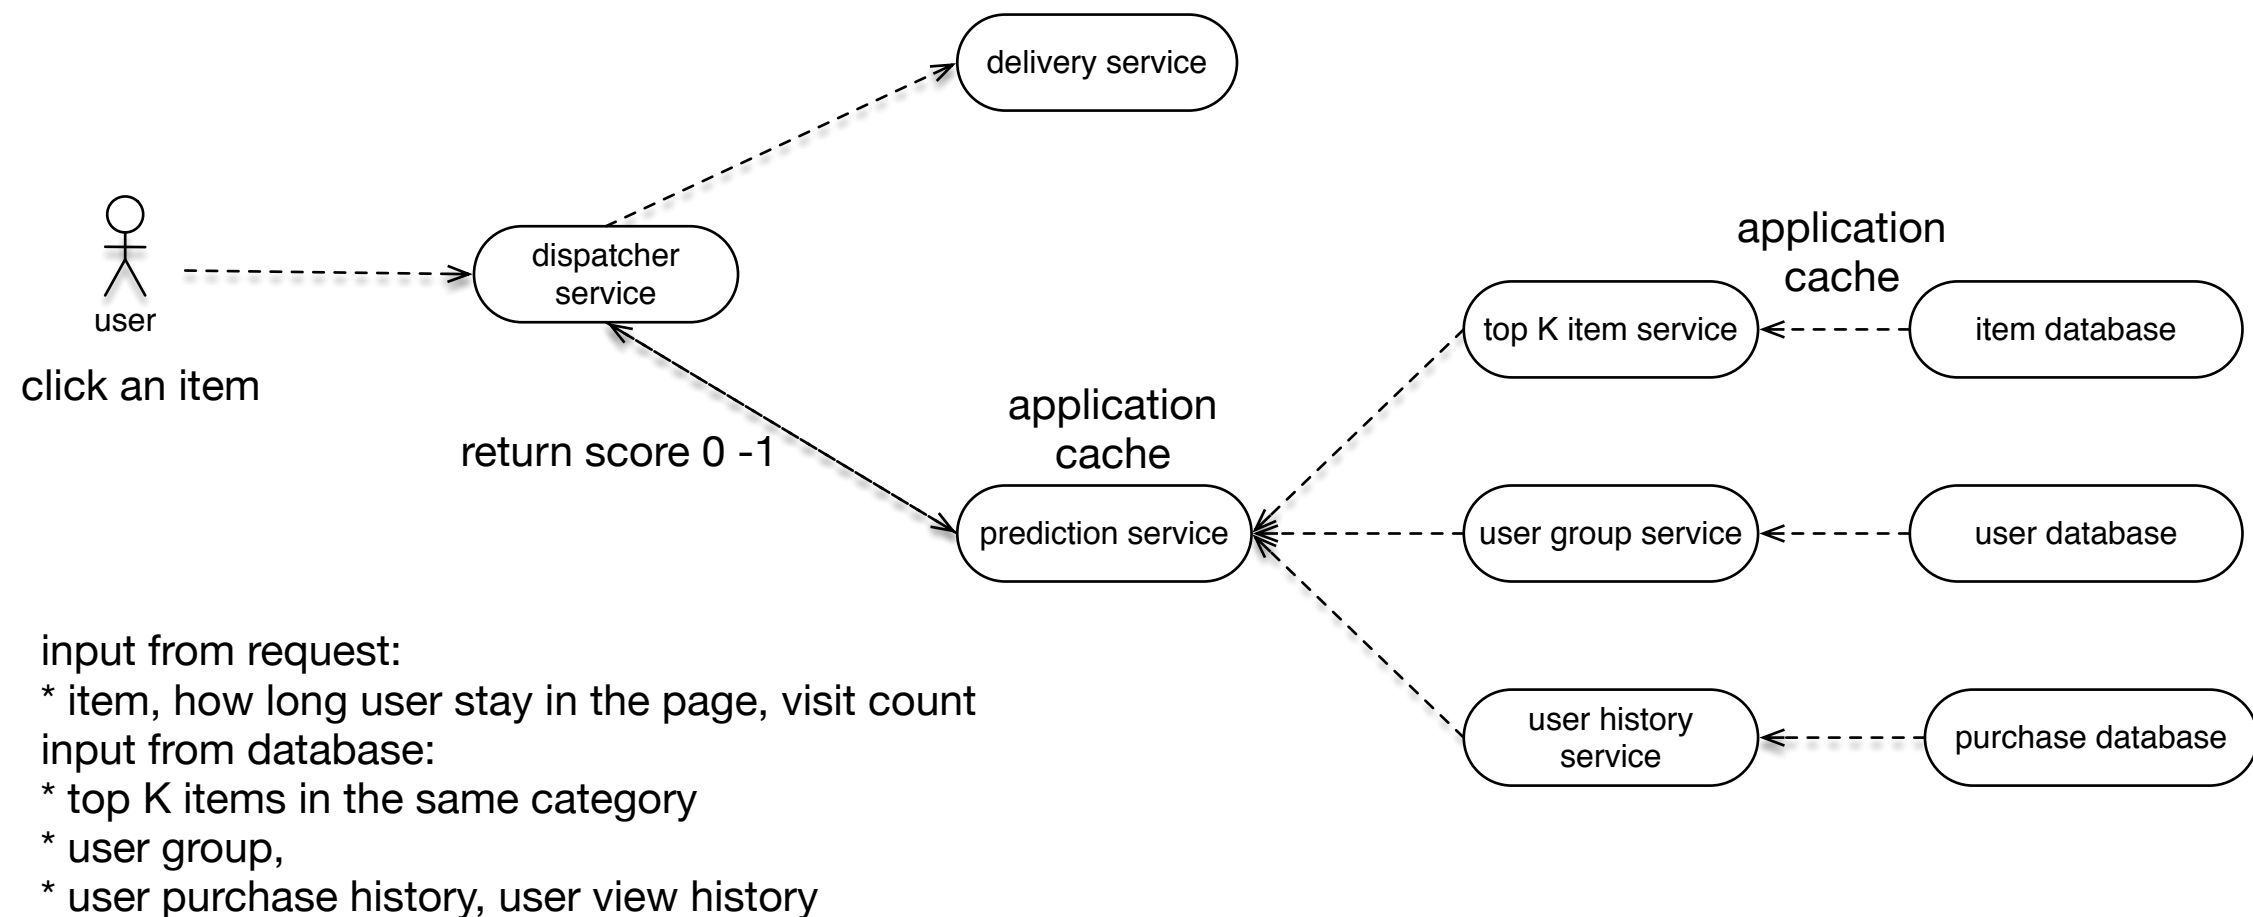 delivery service
dispatcher
service
user
click an item
return score 0 -1
application
cache
prediction service
application
cache
top K item service
item database
user group service
user database
user history
service
purchase database
input from request:
* item, how long user stay in the page, visit count
input from database:
* top K items in the same category
* user group,
* user purchase history, user view history